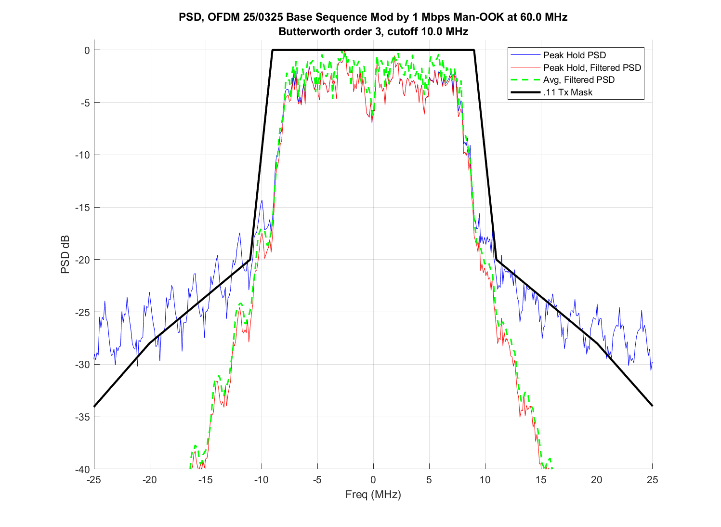 PSD, OFDM 25/0325 Base Sequence Mod by 1 Mbps Man-OOK at 60.0 MHz
Butterworth order 3, cutoff 10.0 MHz
Peak Hold PSD
Peak Hold, Filtered PSD
Avg, Filtered PSD
.11 Tx Mask
PSD dB
0
-5
-10
-15
-20
-25
-30
-35
-40
-25
-20
-15
-10
-5
0
5
10
15
20
25
Freq (MHz)